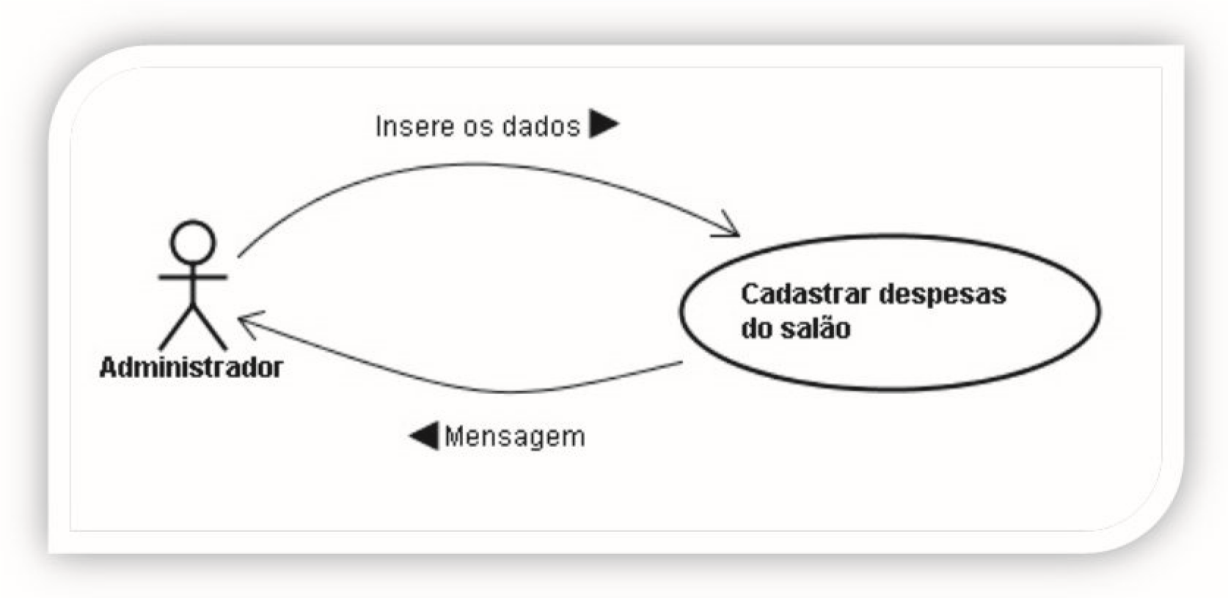 Insere os dados
Cadastrar despesas
do salão
Administrador
Mensagem